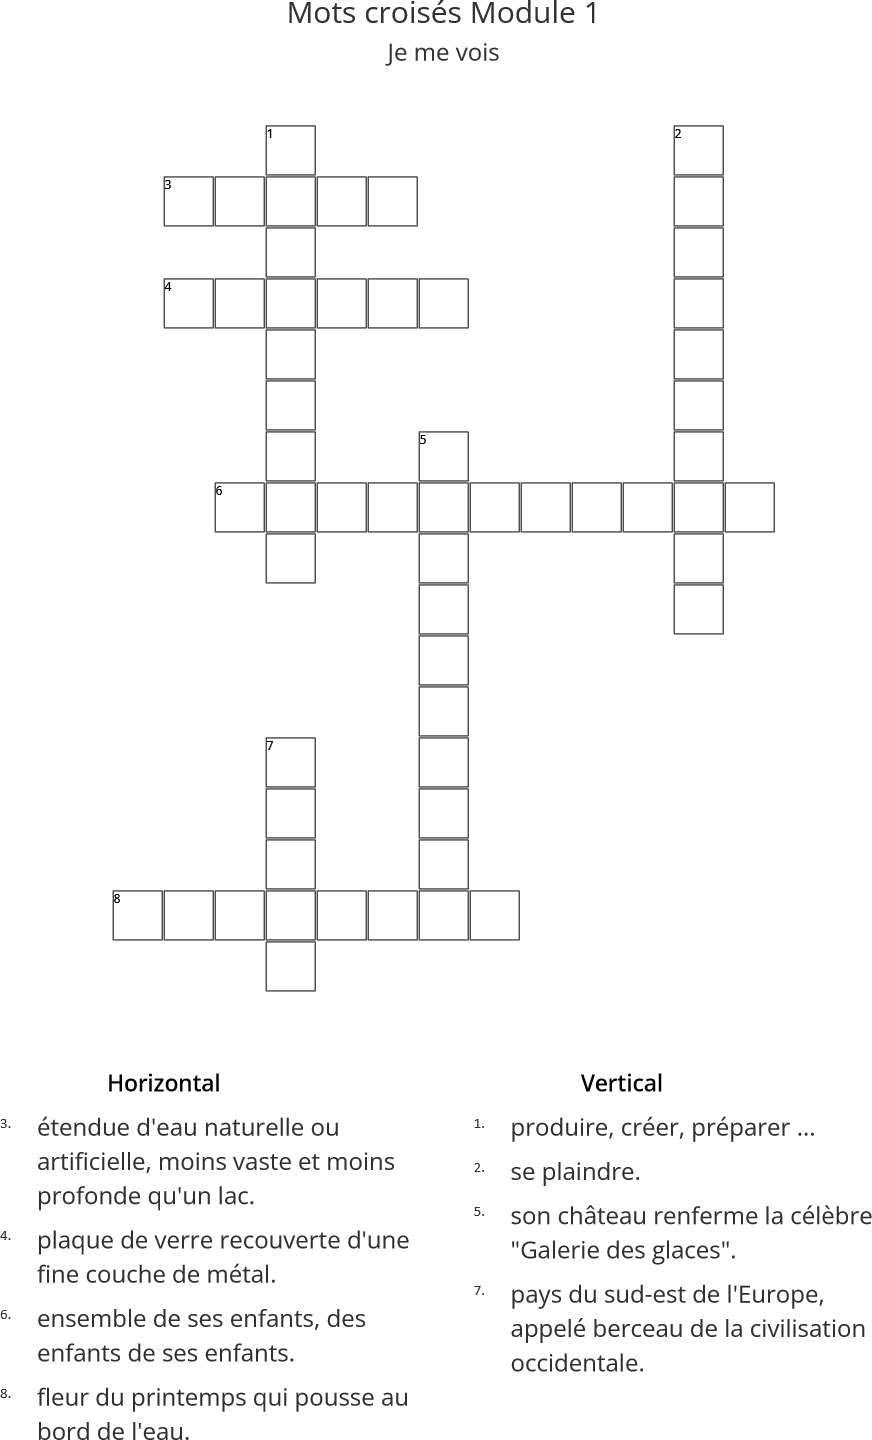 Mots croisés Module 1
Je me vois
1
2
3
4
5
6
7
8
Horizontal
3. étendue d'eau naturelle ou
artificielle, moins vaste et moins
profonde qu'un lac.
4. plaque de verre recouverte d'une
fine couche de métal.
6. ensemble de ses enfants, des
enfants de ses enfants.
8. fleur du printemps qui pousse au
bord de l'eau.
Vertical
1. produire, créer, préparer ...
2. se plaindre.
5. son château renferme la célèbre
"Galerie des glaces".
7. pays du sud-est de l'Europe,
appelé berceau de la civilisation
occidentale.